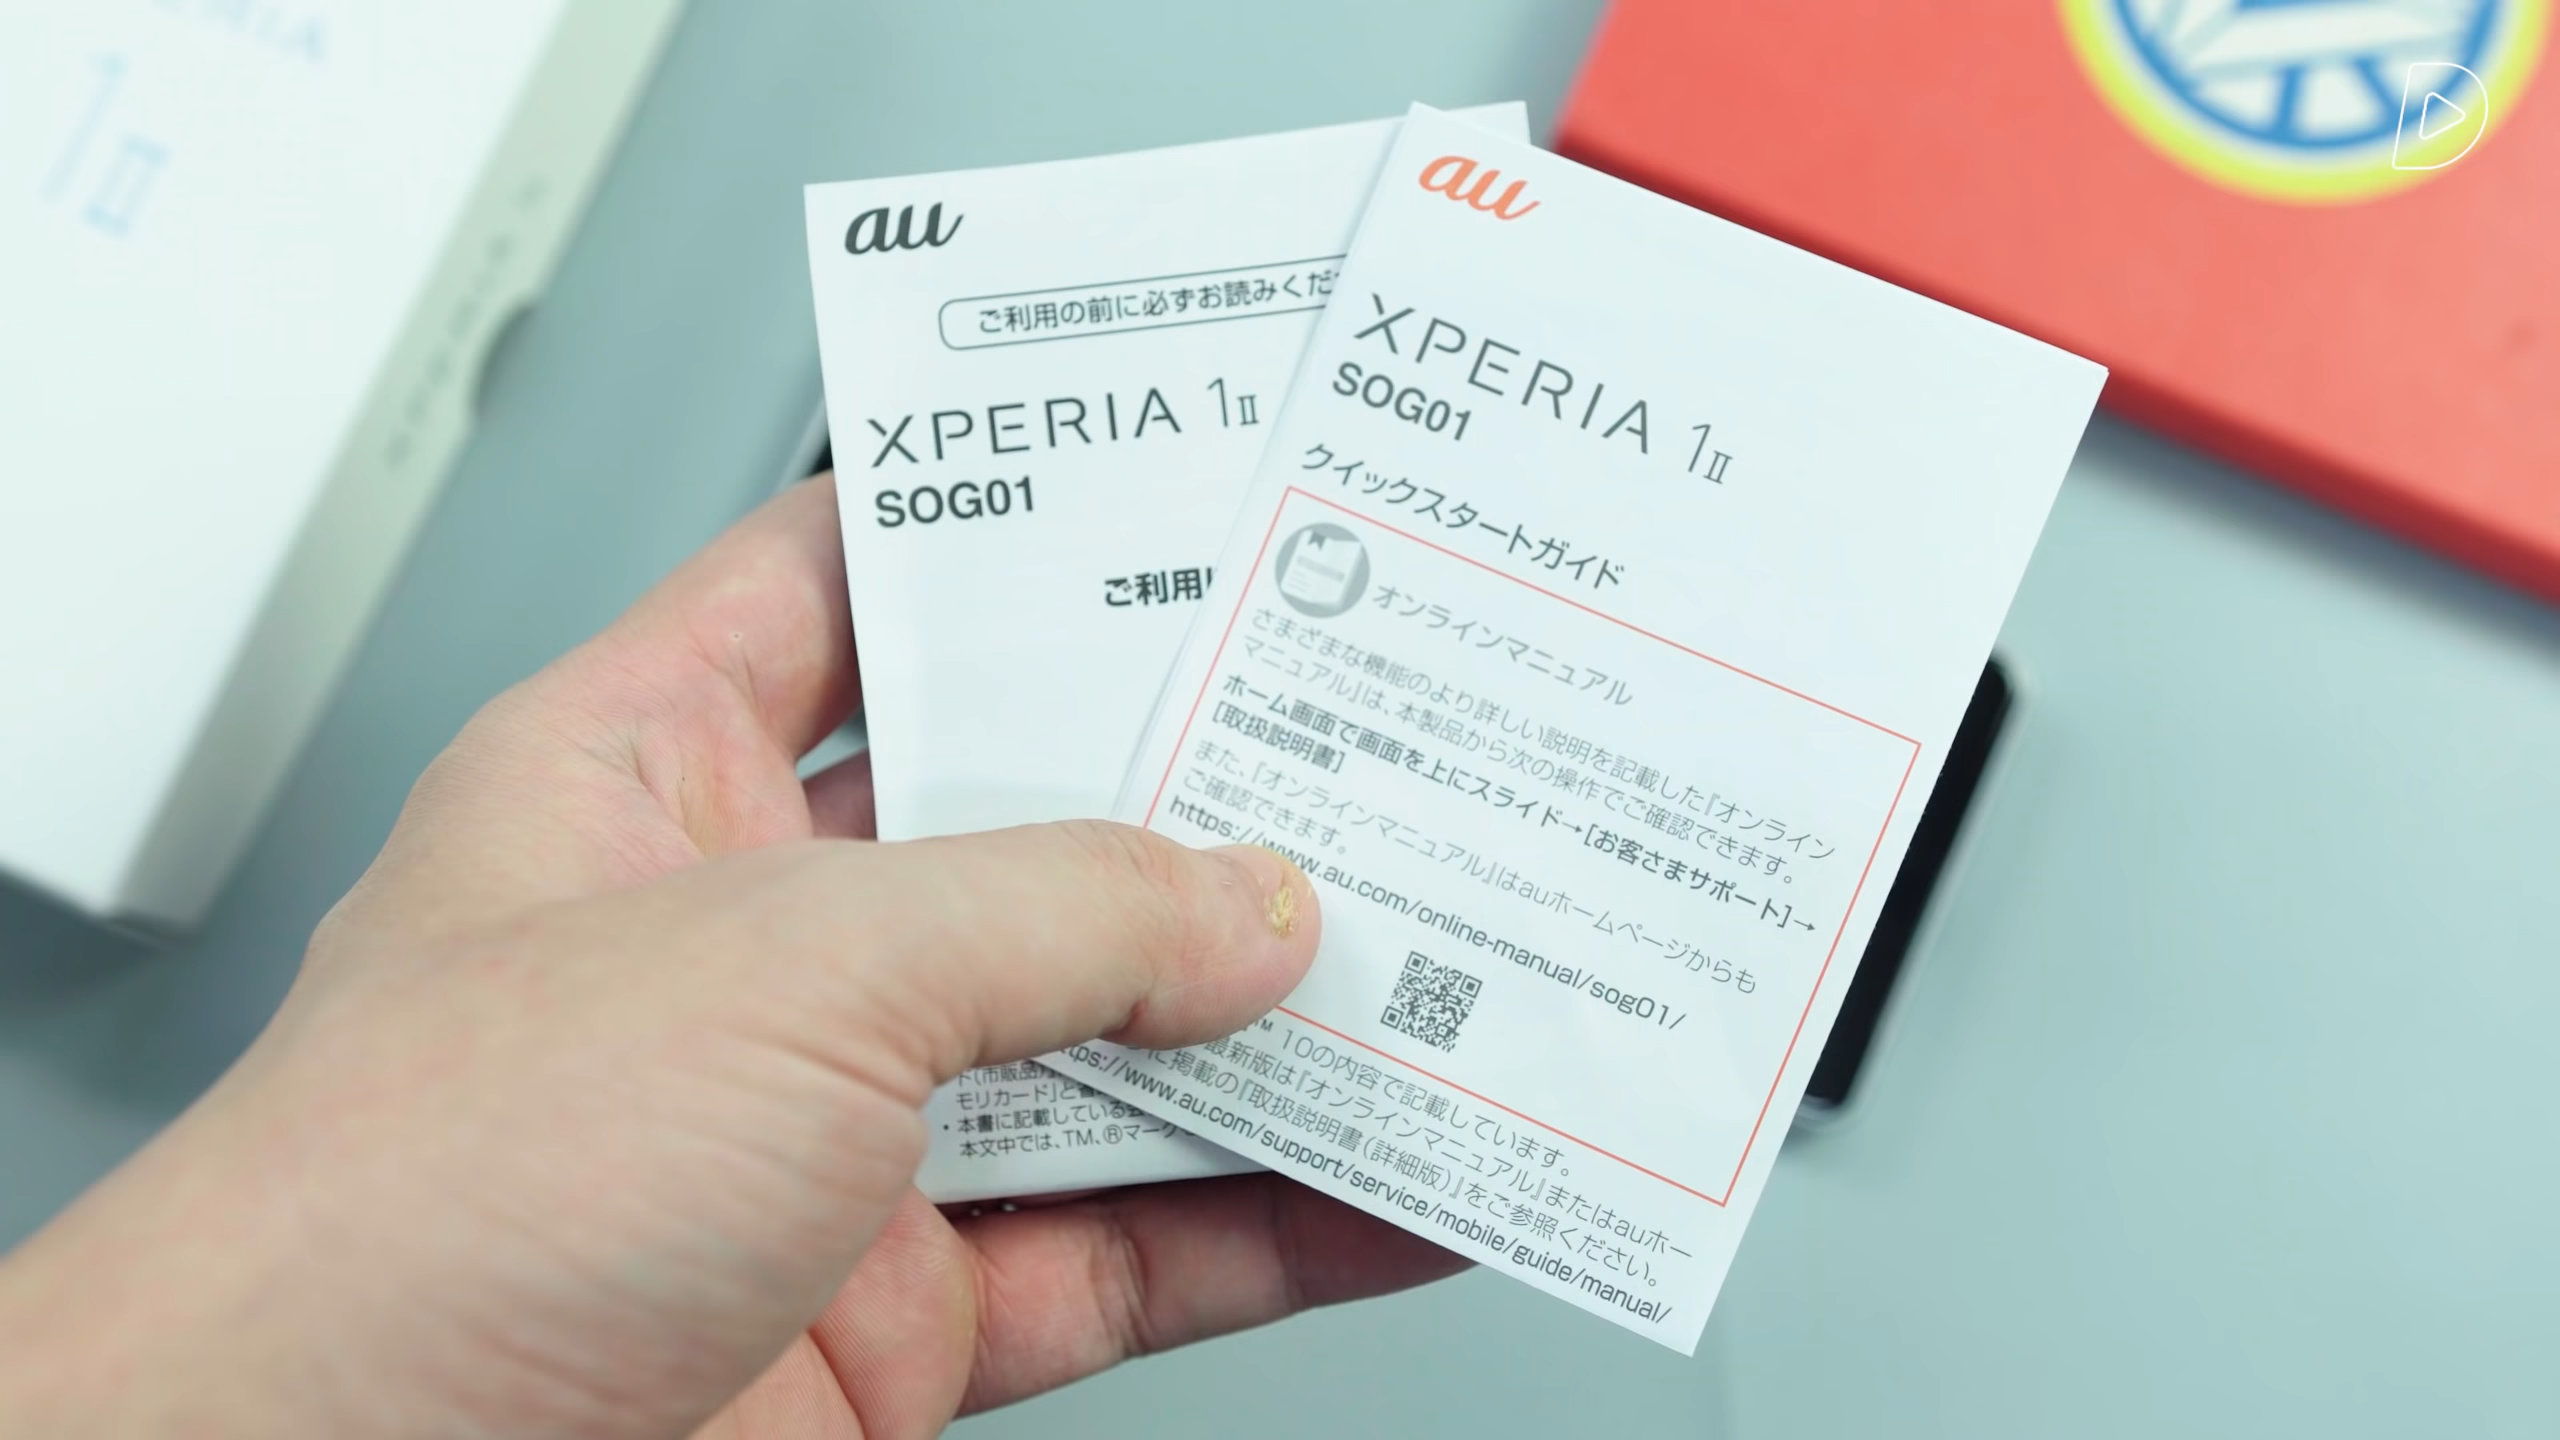 au
ご利用の前に必ずお読みくだ
XPERIA 1II
SOG01
ご利用
ド(市販品
モリカード」と
・本書に記載している
本文中では、TM、®マーク
au
XPERIA 1II
SOG01
クイックスタートガイド
オンラインマニュアル
さまざまな機能のより詳しい説明を記載した『オンライン
マニュアル』は、本製品から次の操作でご確認できます。
ホーム画面で画面を上にスライド→[お客さまサポート]→
[取扱説明書]
また、『オンラインマニュアル』はauホームページからも
ご確認できます。
https://www.au.com/online-manual/sog01/
™ 10の内容で記載しています。
最新版は『オンラインマニュアル』またはauホー
に掲載の『取扱説明書(詳細版)』をご参照ください。
ttps://www.au.com/support/service/mobile/guide/manual/
ERIA
1II